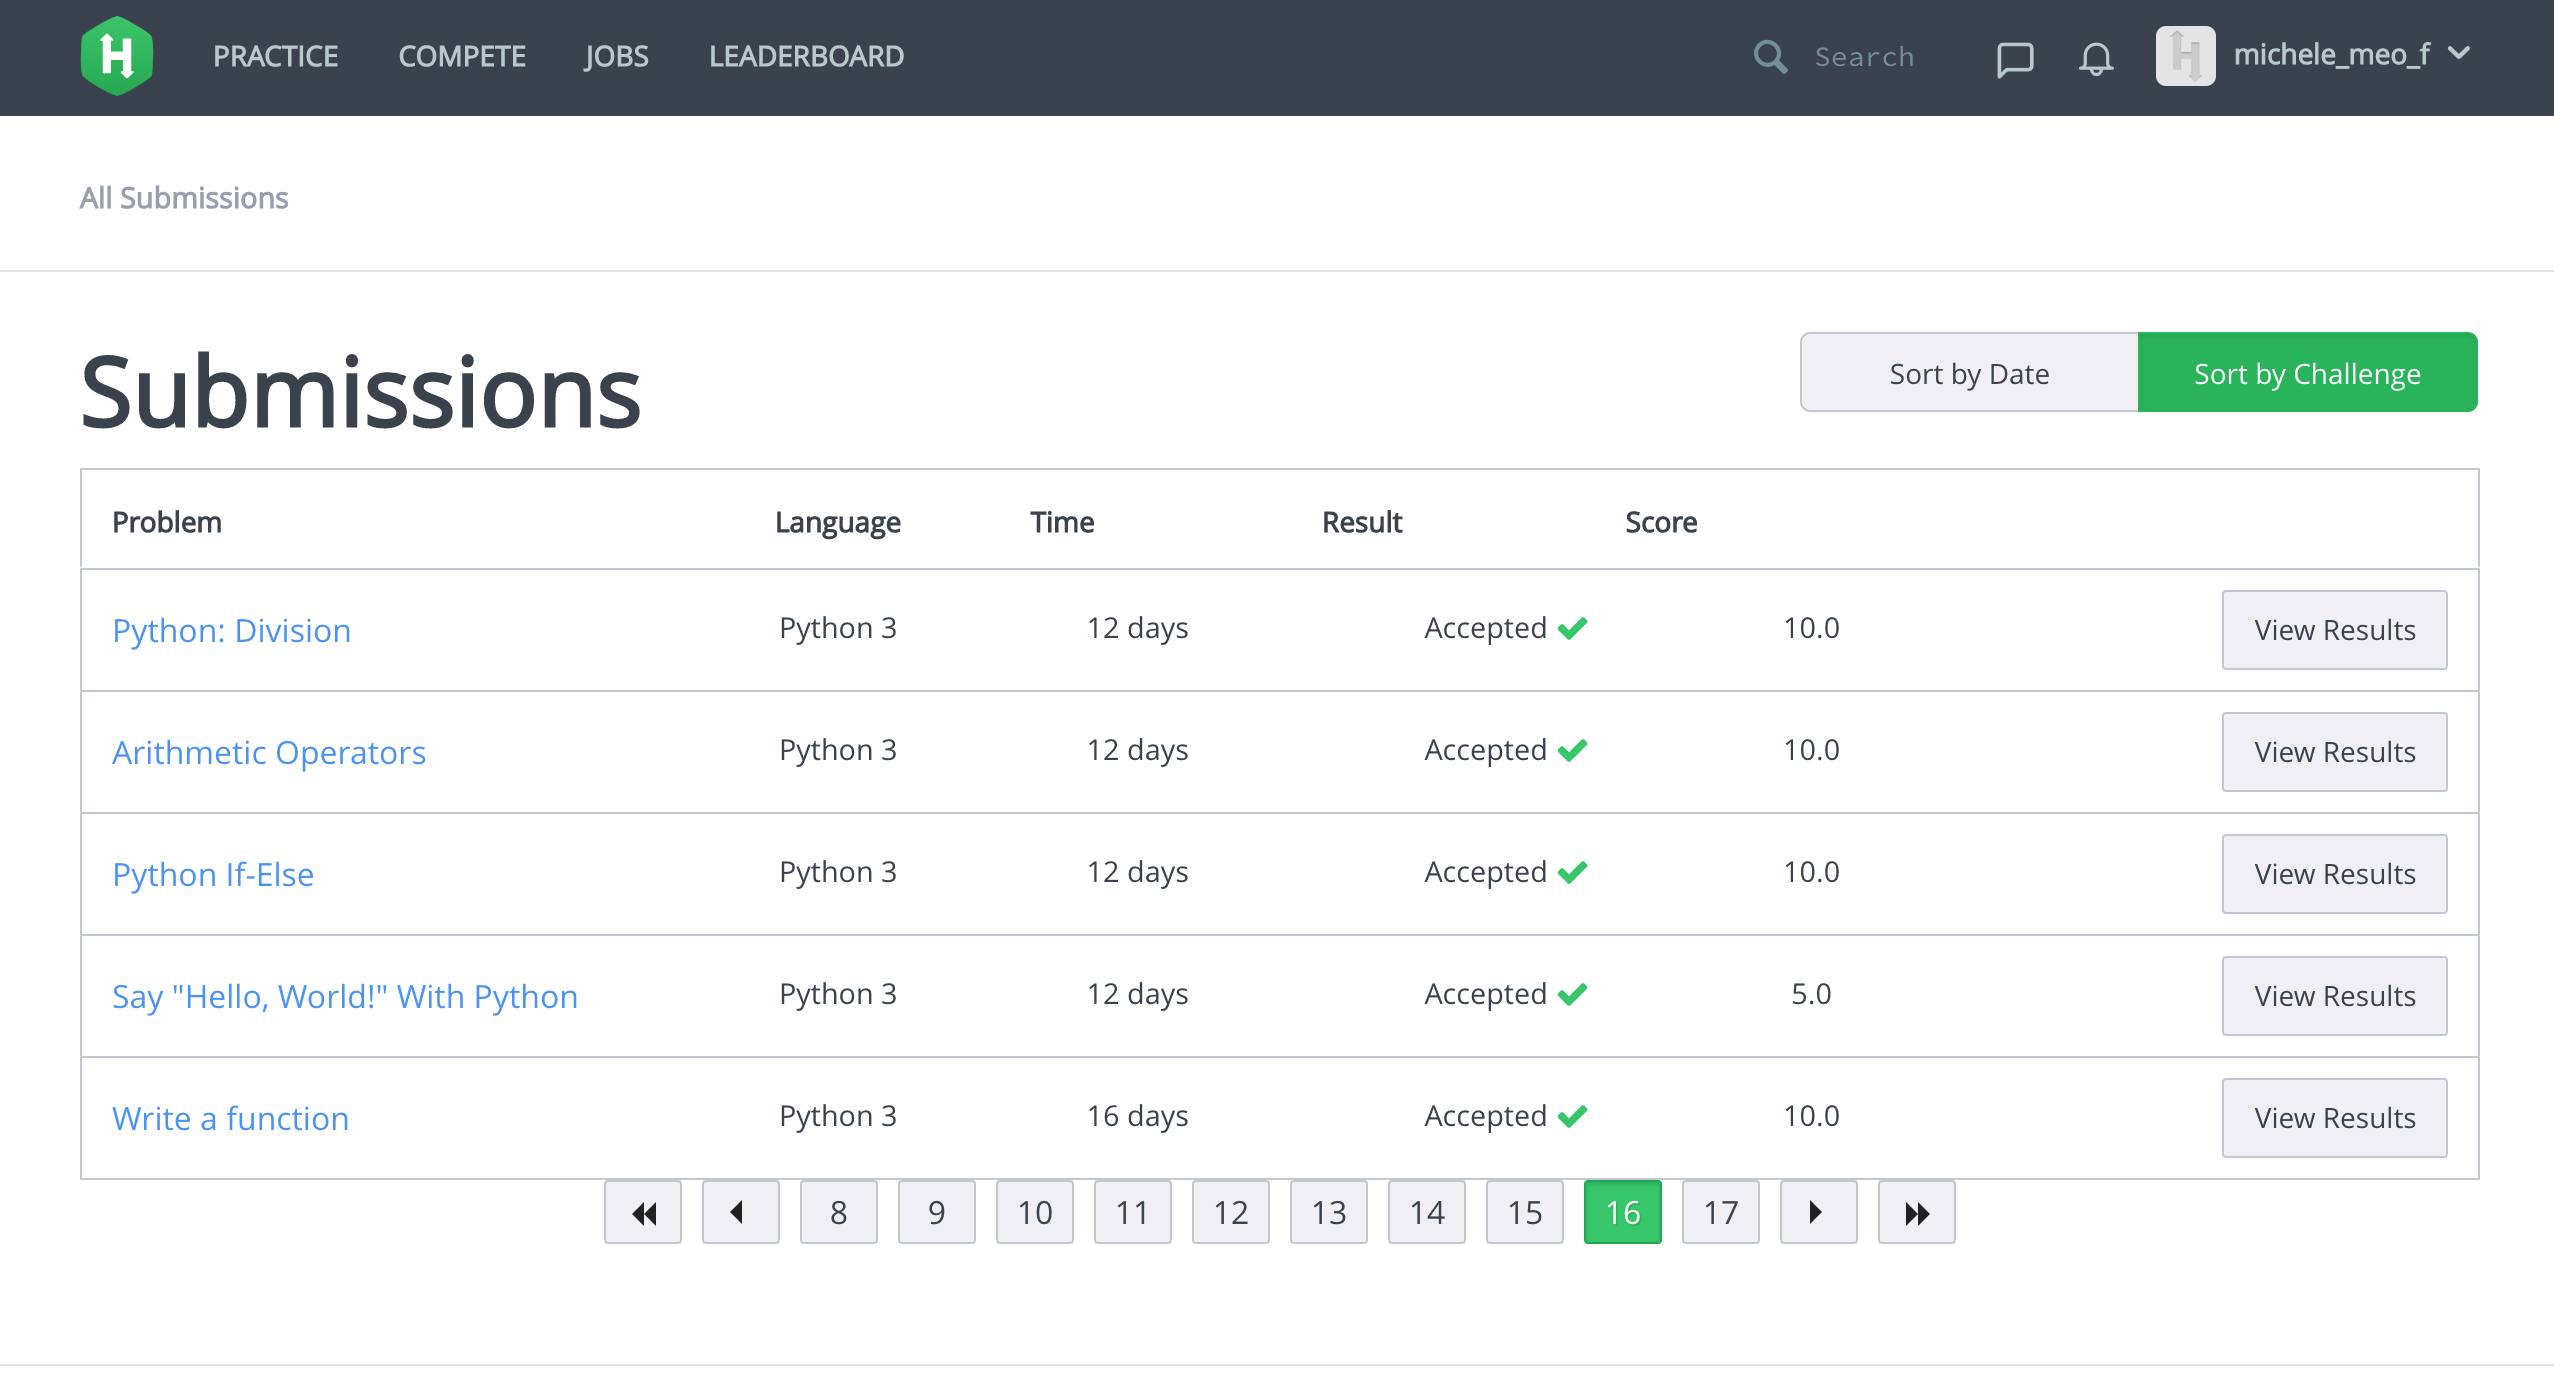 PRACTICE COMPETE JOBS LEADERBOARD Search michele_meo_f
All Submissions
Submissions
Sort by Date Sort by Challenge
Problem Language Time Result Score
Python: Division Python 3 12 days Accepted 10.0 View Results
Arithmetic Operators Python 3 12 days Accepted 10.0 View Results
Python If-Else Python 3 12 days Accepted 10.0 View Results
Say "Hello, World!" With Python Python 3 12 days Accepted 5.0 View Results
Write a function Python 3 16 days Accepted 10.0 View Results
8 9 10 11 12 13 14 15 16 17